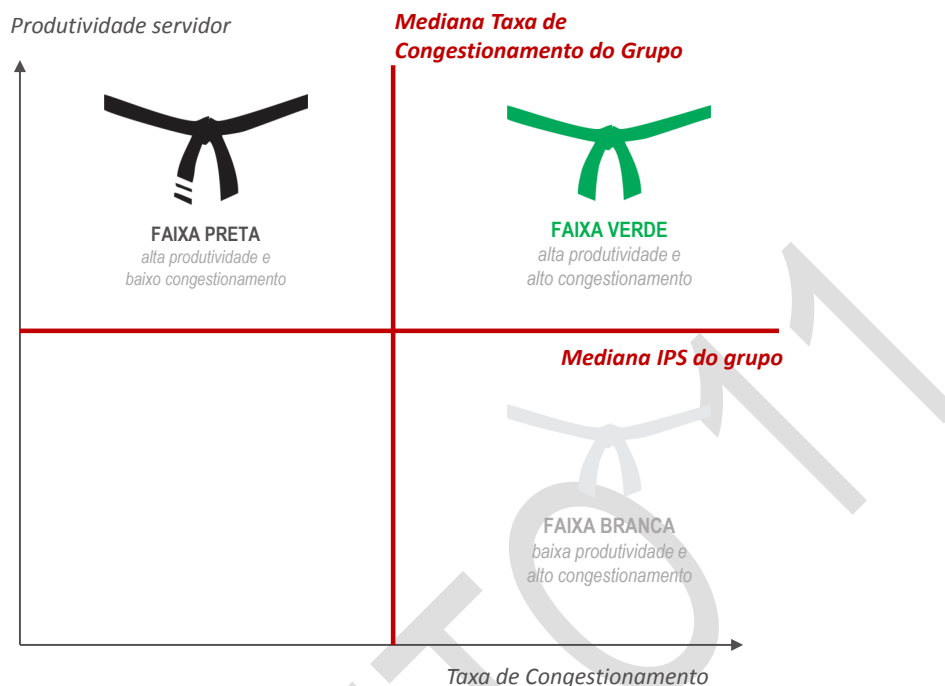 Produtividade servidor
Mediana Taxa de
Congestionamento do Grupo
FAIXA PRETA
alta produtividade e
baixo congestionamento
FAIXA VERDE
alta produtividade e
alto congestionamento
Mediana IPS do grupo
FAIXA BRANCA
baixa produtividade e
alto congestionamento
Taxa de Congestionamento